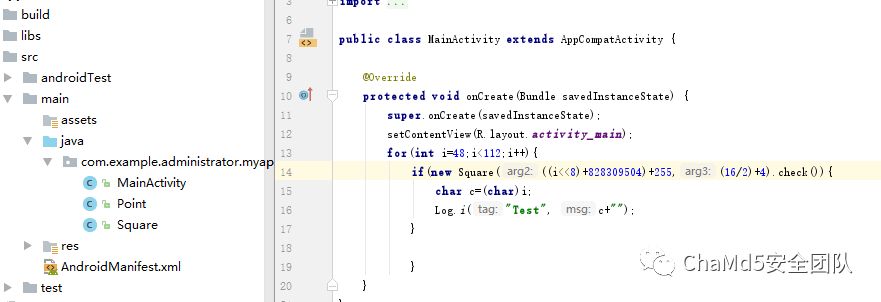 build
libs
src
androidTest
main
assets
java
com.example.administrator.myap
MainActivity
Point
Square
res
AndroidManifest.xml
test
import ...
7 public class MainActivity extends AppCompatActivity {
8
9 @Override
10 protected void onCreate(Bundle savedInstanceState) {
11 super.onCreate(savedInstanceState);
12 setContentView(R.layout.activity_main);
13 for(int i=48;i<112;i++){
14 if(new Square( arg2: ((i<<8)+828309504)+255, arg3: (16/2)+4).check()){
15 char c=(char)i;
16 Log.i( tag: "Test", msg: c+"");
17 }
18
19 }
20 }
ChaMd5安全团队